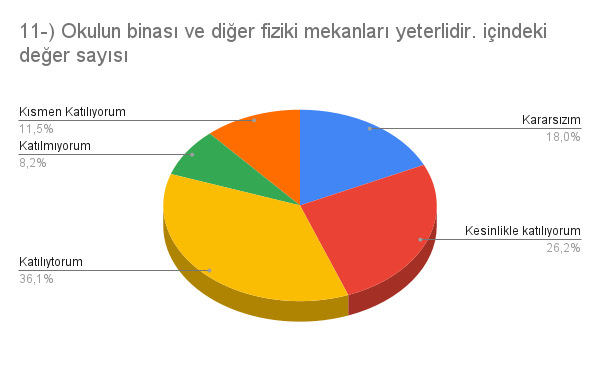 11-) Okulun binası ve diğer fiziki mekanları yeterlidir. içindeki
değer sayısı
Kısmen Katılıyorum
11,5%
Katılmıyorum
8,2%
Katılıytorum
36,1%
Kararsızım
18,0%
Kesinlikle katılıyorum
26,2%